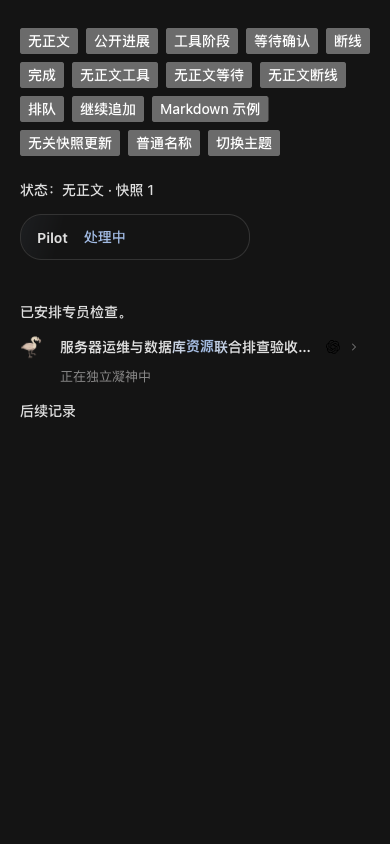 无正文 公开进展 工具阶段 等待确认 断线
完成 无正文工具 无正文等待 无正文断线
排队 继续追加 Markdown 示例
无关快照更新 普通名称 切换主题
状态：无正文 · 快照 1
Pilot 处理中
已安排专员检查。
服务器运维与数据库资源联合排查验收...
正在独立凝神中
后续记录